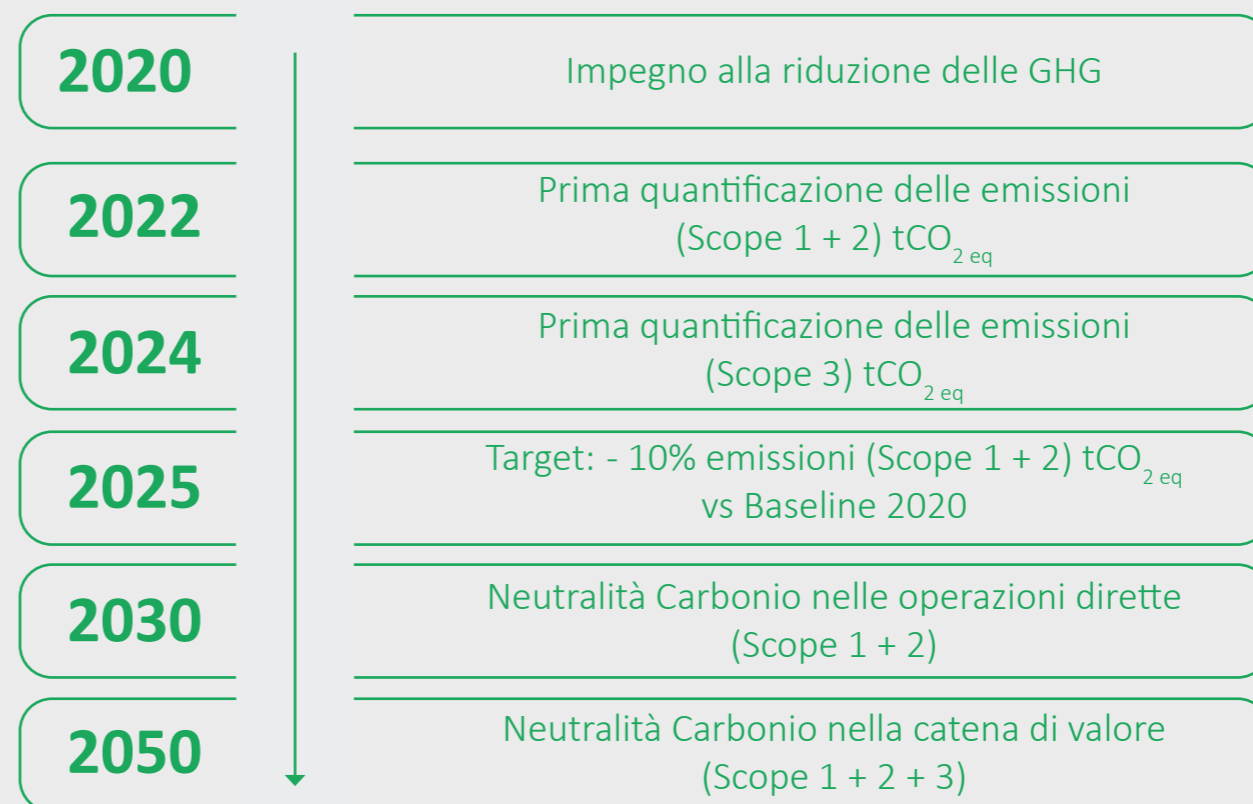 2020
Impegno alla riduzione delle GHG
2022
Prima quantificazione delle emissioni
(Scope 1 + 2) tCO2 eq
2024
Prima quantificazione delle emissioni
(Scope 3) tCO2 eq
2025
Target: - 10% emissioni (Scope 1 + 2) tCO2 eq
vs Baseline 2020
2030
Neutralità Carbonio nelle operazioni dirette
(Scope 1 + 2)
2050
Neutralità Carbonio nella catena di valore
(Scope 1 + 2 + 3)